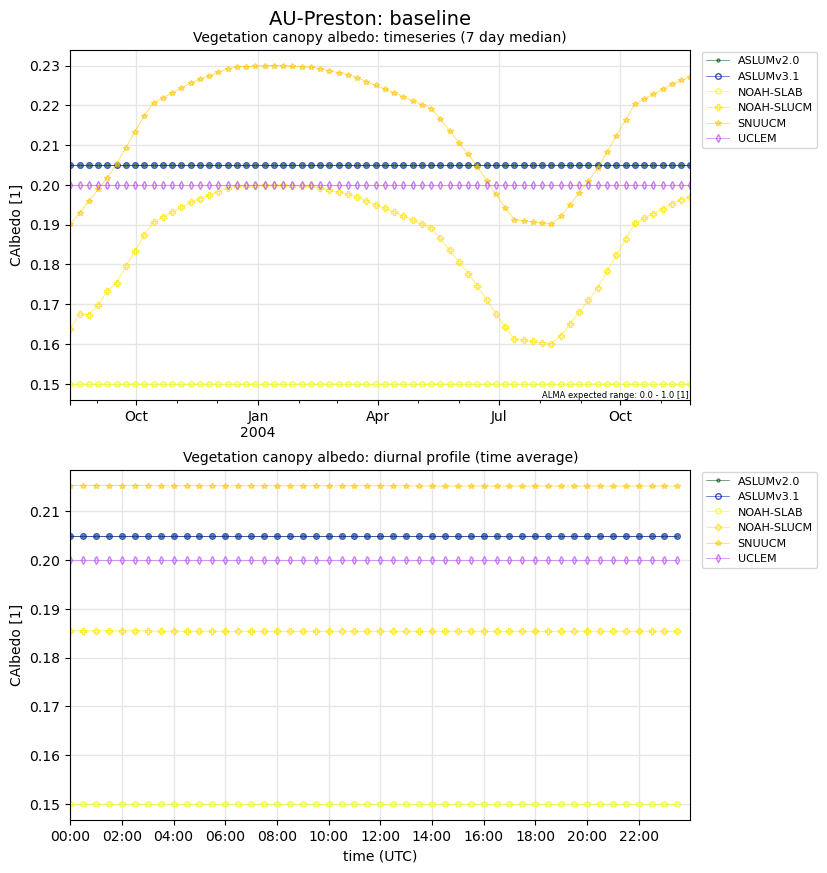 AU-Preston: baseline
Vegetation canopy albedo: timeseries (7 day median)
0.23
0.22
0.21
0.20
0.19
0.18
0.17
0.16
0.15
CAlbedo [1]
ALMA expected range: 0.0 - 1.0 [1]
Oct
Jan
2004
Apr
Jul
Oct
ASLUMv2.0
ASLUMv3.1
NOAH-SLAB
NOAH-SLUCM
SNUUCM
UCLEM
Vegetation canopy albedo: diurnal profile (time average)
0.21
0.20
0.19
0.18
0.17
0.16
0.15
CAlbedo [1]
00:00
02:00
04:00
06:00
08:00
10:00
12:00
14:00
16:00
18:00
20:00
22:00
time (UTC)
ASLUMv2.0
ASLUMv3.1
NOAH-SLAB
NOAH-SLUCM
SNUUCM
UCLEM